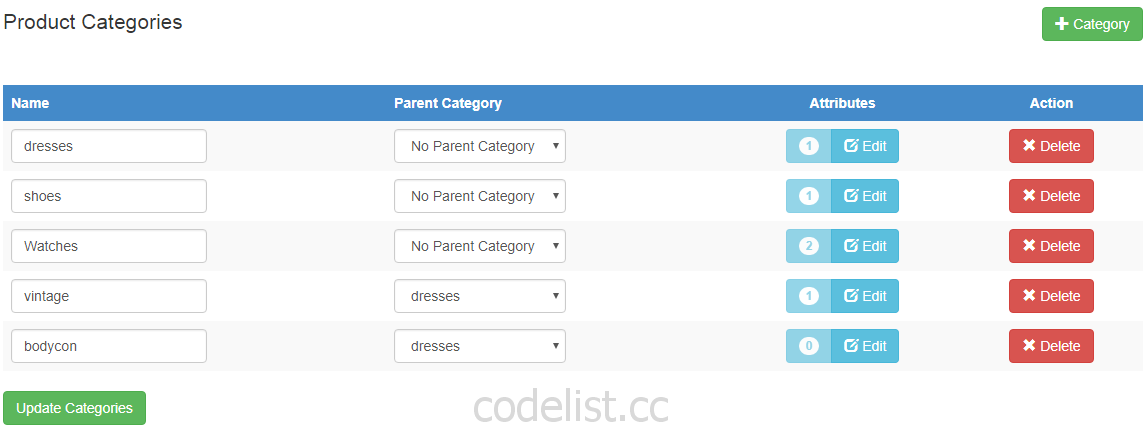 Product Categories
Category
Name Parent Category Attributes Action
dresses No Parent Category 1 Edit Delete
shoes No Parent Category 1 Edit Delete
Watches No Parent Category 2 Edit Delete
vintage dresses 1 Edit Delete
bodycon dresses 0 Edit Delete
Update Categories
codelist.cc